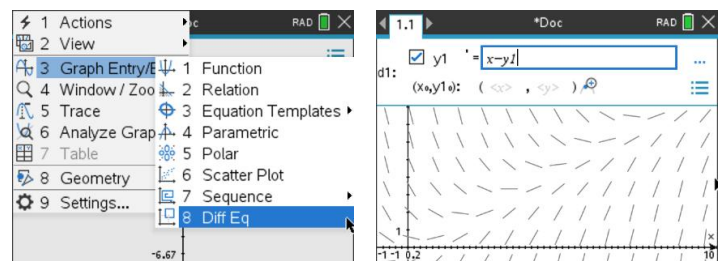 1 Actions
2 View
3 Graph Entry/E
4 Window / Zoo
5 Trace
6 Analyze Grap
7 Table
8 Geometry
9 Settings...
1 Function
2 Relation
3 Equation Templates
4 Parametric
5 Polar
6 Scatter Plot
7 Sequence
8 Diff Eq
RAD
-6.67
1.1
*Doc
RAD
d1:
y1 ' = x-y1
...
(x₀,y1₀): ( <x> , <y> )
1
x
-1 -1 0.2
10